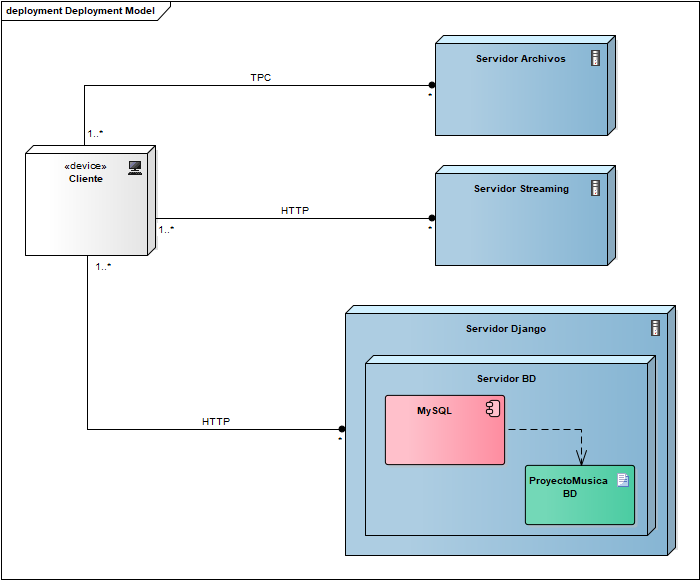 deployment Deployment Model
Servidor Archivos
TPC
*
1..*
«device»
Cliente
Servidor Streaming
HTTP
1..*
*
1..*
Servidor Django
Servidor BD
MySQL
HTTP
*
ProyectoMusica
BD